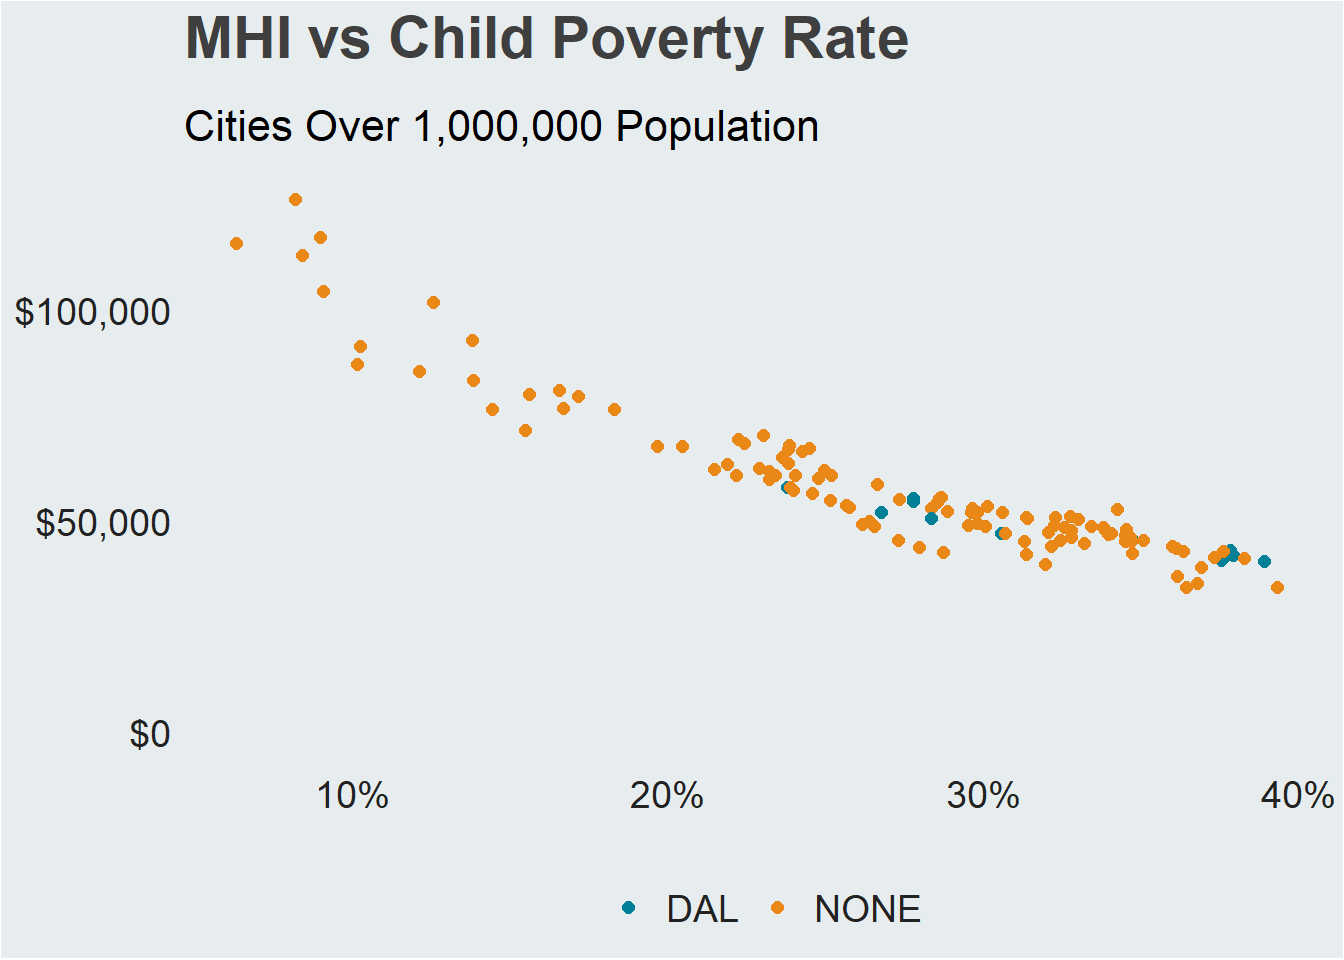 MHI vs Child Poverty Rate
Cities Over 1,000,000 Population
$100,000
$50,000
$0
10% 20% 30% 40%
DAL NONE